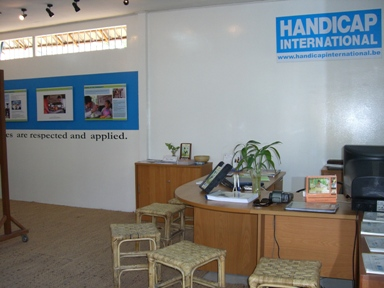 HANDICAP
INTERNATIONAL
www.handicapinternational.be
es are respected and applied.